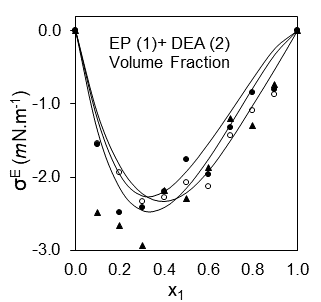 0.0
EP (1)+ DEA (2)
Volume Fraction
-1.0
σᴱ (mN.m⁻¹)
-2.0
-3.0
0.0 0.2 0.4 0.6 0.8 1.0
x₁